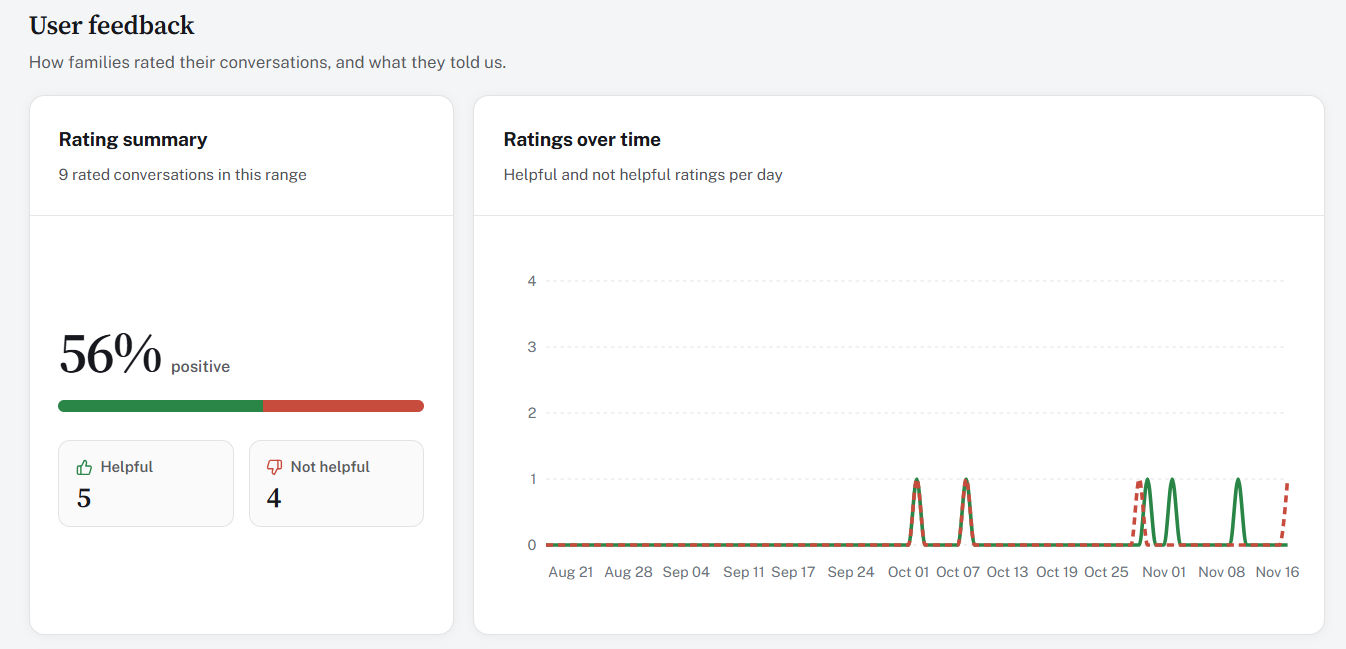 User feedback
How families rated their conversations, and what they told us.
Rating summary
9 rated conversations in this range
56% positive
Helpful
5
Not helpful
4
Ratings over time
Helpful and not helpful ratings per day
4
3
2
1
0
Aug 21 Aug 28 Sep 04 Sep 11 Sep 17 Sep 24 Oct 01 Oct 07 Oct 13 Oct 19 Oct 25 Nov 01 Nov 08 Nov 16